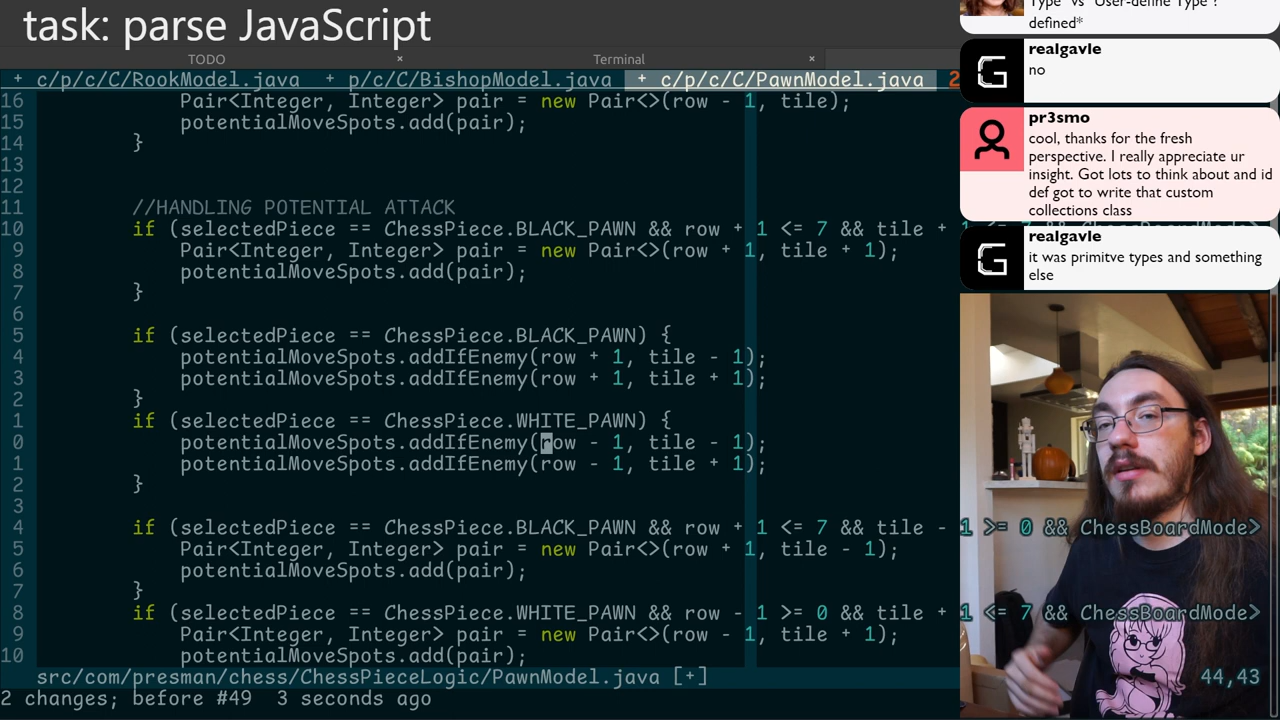 task: parse JavaScript
TODO × Terminal ×
+ c/p/c/C/RookModel.java + p/c/C/BishopModel.java + c/p/c/C/PawnModel.java 2
16 Pair<Integer, Integer> pair = new Pair<>(row - 1, tile);
15 potentialMoveSpots.add(pair);
14 }
13
12
11 //HANDLING POTENTIAL ATTACK
10 if (selectedPiece == ChessPiece.BLACK_PAWN && row + 1 <= 7 && tile +
9 Pair<Integer, Integer> pair = new Pair<>(row + 1, tile + 1);
8 potentialMoveSpots.add(pair);
7 }
6
5 if (selectedPiece == ChessPiece.BLACK_PAWN) {
4 potentialMoveSpots.addIfEnemy(row + 1, tile - 1);
3 potentialMoveSpots.addIfEnemy(row + 1, tile + 1);
2 }
1 if (selectedPiece == ChessPiece.WHITE_PAWN) {
0 potentialMoveSpots.addIfEnemy(row - 1, tile - 1);
1 potentialMoveSpots.addIfEnemy(row - 1, tile + 1);
2 }
3
4 if (selectedPiece == ChessPiece.BLACK_PAWN && row + 1 <= 7 && tile - 1 >= 0 && ChessBoardMode>
5 Pair<Integer, Integer> pair = new Pair<>(row + 1, tile - 1);
6 potentialMoveSpots.add(pair);
7 }
8 if (selectedPiece == ChessPiece.WHITE_PAWN && row - 1 >= 0 && tile + 1 <= 7 && ChessBoardMode>
9 Pair<Integer, Integer> pair = new Pair<>(row - 1, tile + 1);
10 potentialMoveSpots.add(pair);
src/com/presman/chess/ChessPieceLogic/PawnModel.java [+] 44,43
2 changes; before #49 3 seconds ago
Type" vs "User-define Type"?
defined*
realgavle
no
pr3smo
cool, thanks for the fresh
perspective. I really appreciate ur
insight. Got lots to think about and id
def got to write that custom
collections class
realgavle
it was primitve types and something
else